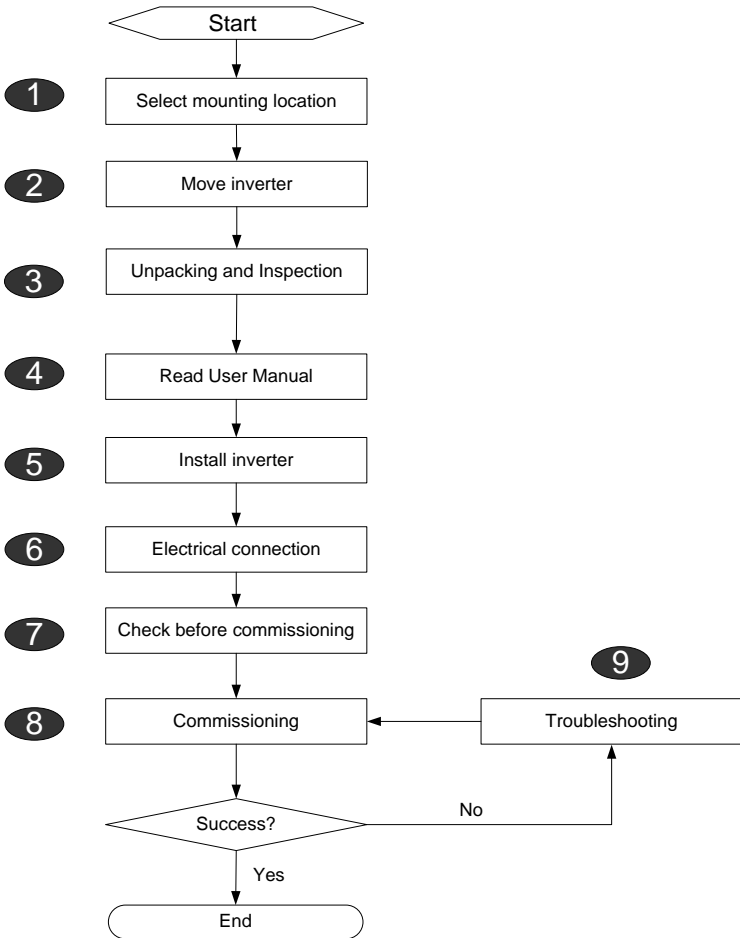 Start
1
Select mounting location
2
Move inverter
3
Unpacking and Inspection
4
Read User Manual
5
Install inverter
6
Electrical connection
7
Check before commissioning
9
8
Commissioning
Troubleshooting
Success?
No
Yes
End